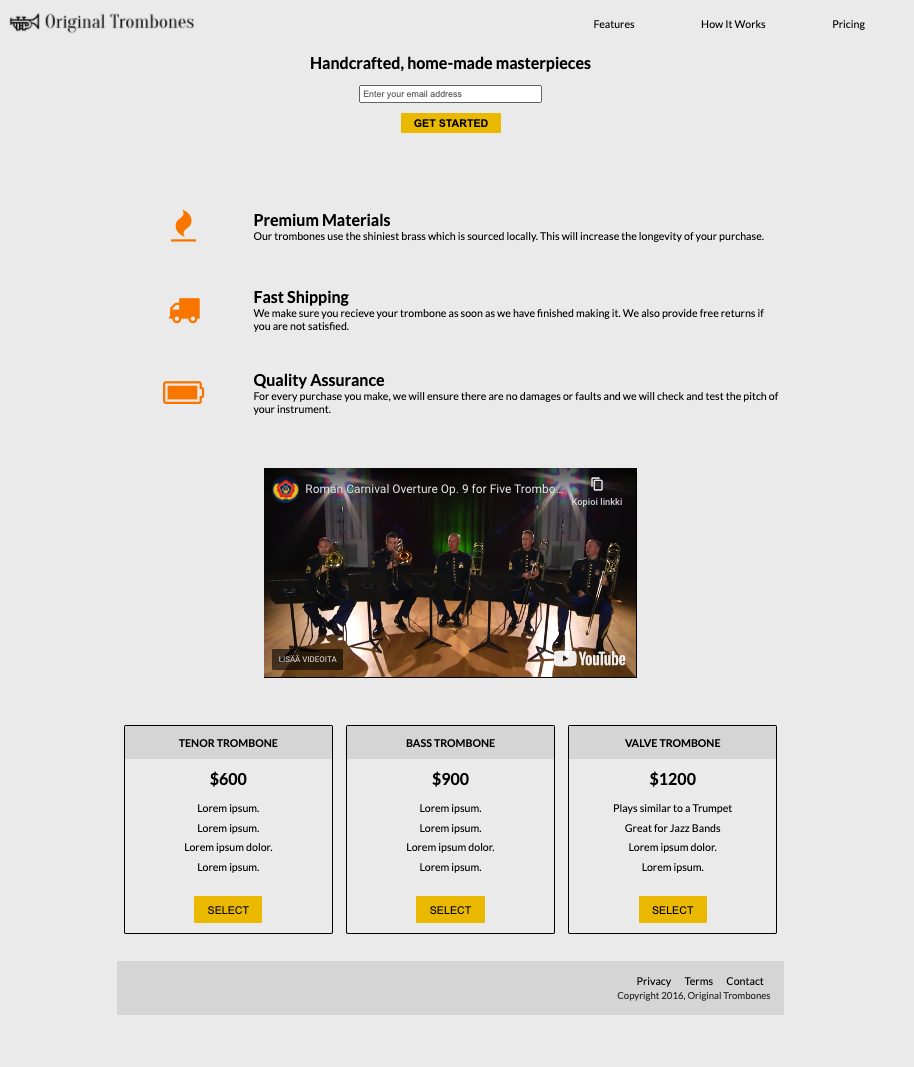 Original Trombones
Features
How It Works
Pricing
Handcrafted, home-made masterpieces
Enter your email address
GET STARTED
Premium Materials
Our trombones use the shiniest brass which is sourced locally. This will increase the longevity of your purchase.
Fast Shipping
We make sure you recieve your trombone as soon as we have finished making it. We also provide free returns if
you are not satisfied.
Quality Assurance
For every purchase you make, we will ensure there are no damages or faults and we will check and test the pitch of
your instrument.
Roman Carnival Overture Op. 9 for Five Trombo...
Kopioi linkki
LISÄÄ VIDEOITA
YouTube
TENOR TROMBONE
$600
Lorem ipsum.
Lorem ipsum.
Lorem ipsum dolor.
Lorem ipsum.
SELECT
BASS TROMBONE
$900
Lorem ipsum.
Lorem ipsum.
Lorem ipsum dolor.
Lorem ipsum.
SELECT
VALVE TROMBONE
$1200
Plays similar to a Trumpet
Great for Jazz Bands
Lorem ipsum dolor.
Lorem ipsum.
SELECT
Privacy
Terms
Contact
Copyright 2016, Original Trombones